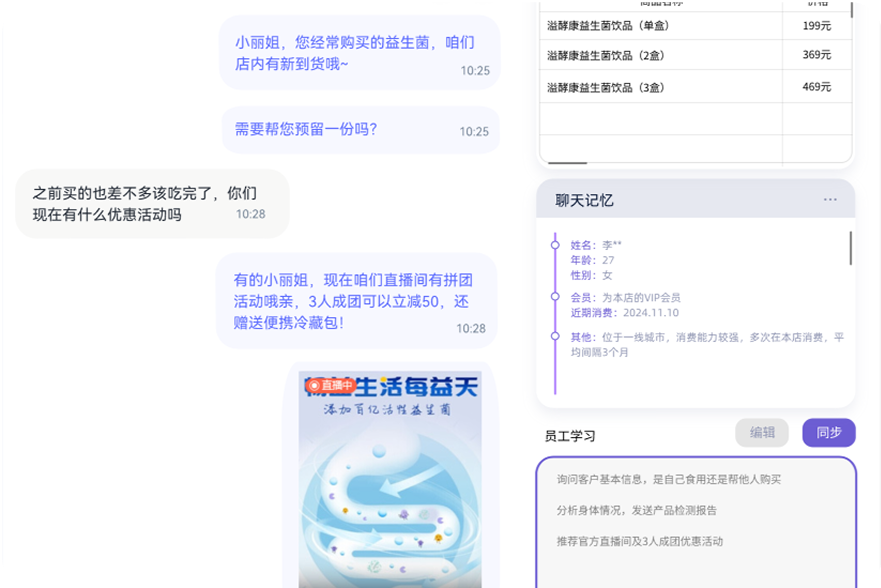 小丽姐，您经常购买的益生菌，咱们
店内有新到货哦~
10:25
需要帮您预留一份吗？
10:25
之前买的也差不多该吃完了，你们
现在有什么优惠活动吗
10:28
有的小丽姐，现在咱们直播间有拼团
活动哦亲，3人成团可以立减50，还
赠送便携冷藏包！
10:28
直播中
畅益生活每益天
添加百亿活性益生菌
商品名称 价格
溢酵康益生菌饮品（单盒） 199元
溢酵康益生菌饮品（2盒） 369元
溢酵康益生菌饮品（3盒） 469元
聊天记忆 ...
姓名：李**
年龄：27
性别：女
会员：为本店的VIP会员
近期消费：2024.11.10
其他：位于一线城市，消费能力较强，多次在本店消费，平
均间隔3个月
员工学习
编辑
同步
询问客户基本信息，是自己食用还是帮他人购买
分析身体情况，发送产品检测报告
推荐官方直播间及3人成团优惠活动